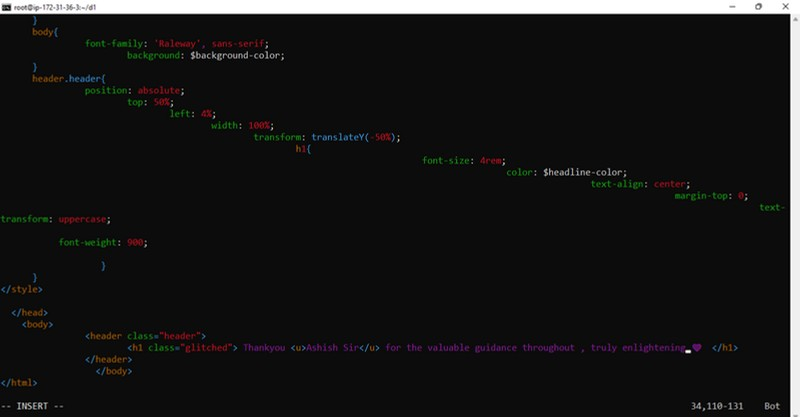 root@ip-172-31-36-3:~/d1
}
body{
font-family: 'Raleway', sans-serif;
background: $background-color;
}
header.header{
position: absolute;
top: 50%;
left: 4%;
width: 100%;
transform: translateY(-50%);
h1{
font-size: 4rem;
color: $headline-color;
text-align: center;
margin-top: 0;
text-
transform: uppercase;
font-weight: 900;
}
}
</style>
</head>
<body>
<header class="header">
<h1 class="glitched"> Thankyou <u>Ashish Sir</u> for the valuable guidance throughout , truly enlightening 💜 </h1>
</header>
</body>
</html>
-- INSERT -- 34,110-131 Bot